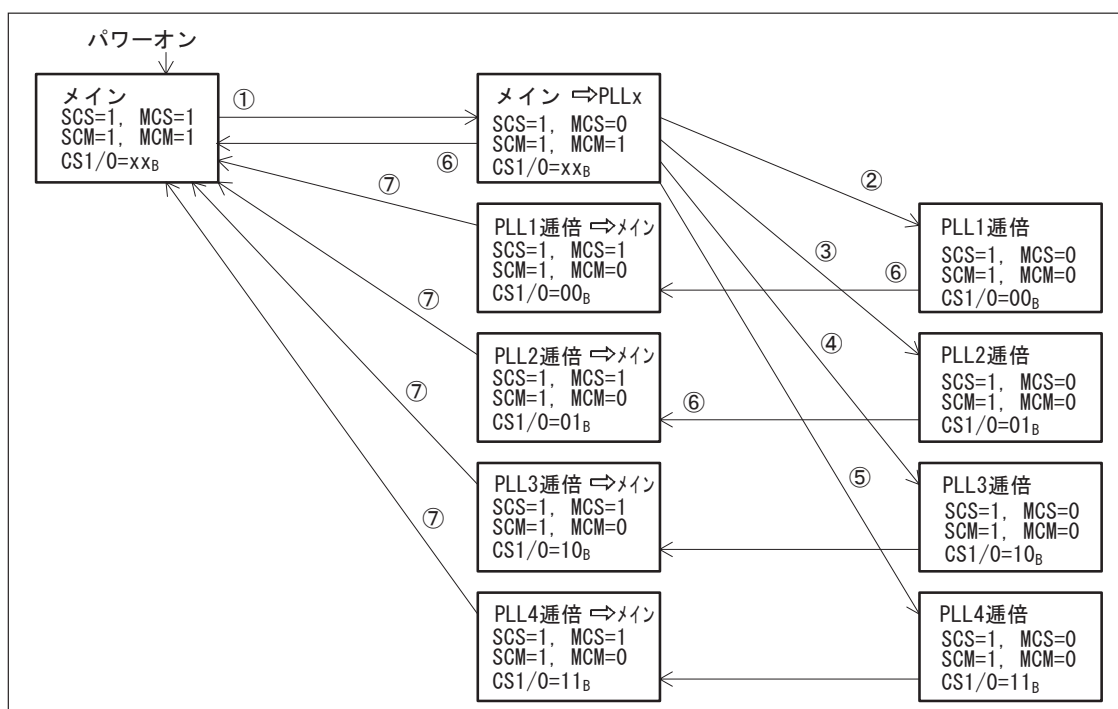 パワーオン
メイン
SCS=1, MCS=1
SCM=1, MCM=1
CS1/0=xxB
①
⑥
⑦
メイン ⇨PLLx
SCS=1, MCS=0
SCM=1, MCM=1
CS1/0=xxB
②
③
④
⑤
PLL1逓倍 ⇨メイン
SCS=1, MCS=1
SCM=1, MCM=0
CS1/0=00B
⑥
PLL1逓倍
SCS=1, MCS=0
SCM=1, MCM=0
CS1/0=00B
⑦
PLL2逓倍 ⇨メイン
SCS=1, MCS=1
SCM=1, MCM=0
CS1/0=01B
⑥
PLL2逓倍
SCS=1, MCS=0
SCM=1, MCM=0
CS1/0=01B
⑦
PLL3逓倍 ⇨メイン
SCS=1, MCS=1
SCM=1, MCM=0
CS1/0=10B
PLL3逓倍
SCS=1, MCS=0
SCM=1, MCM=0
CS1/0=10B
⑦
PLL4逓倍 ⇨メイン
SCS=1, MCS=1
SCM=1, MCM=0
CS1/0=11B
PLL4逓倍
SCS=1, MCS=0
SCM=1, MCM=0
CS1/0=11B